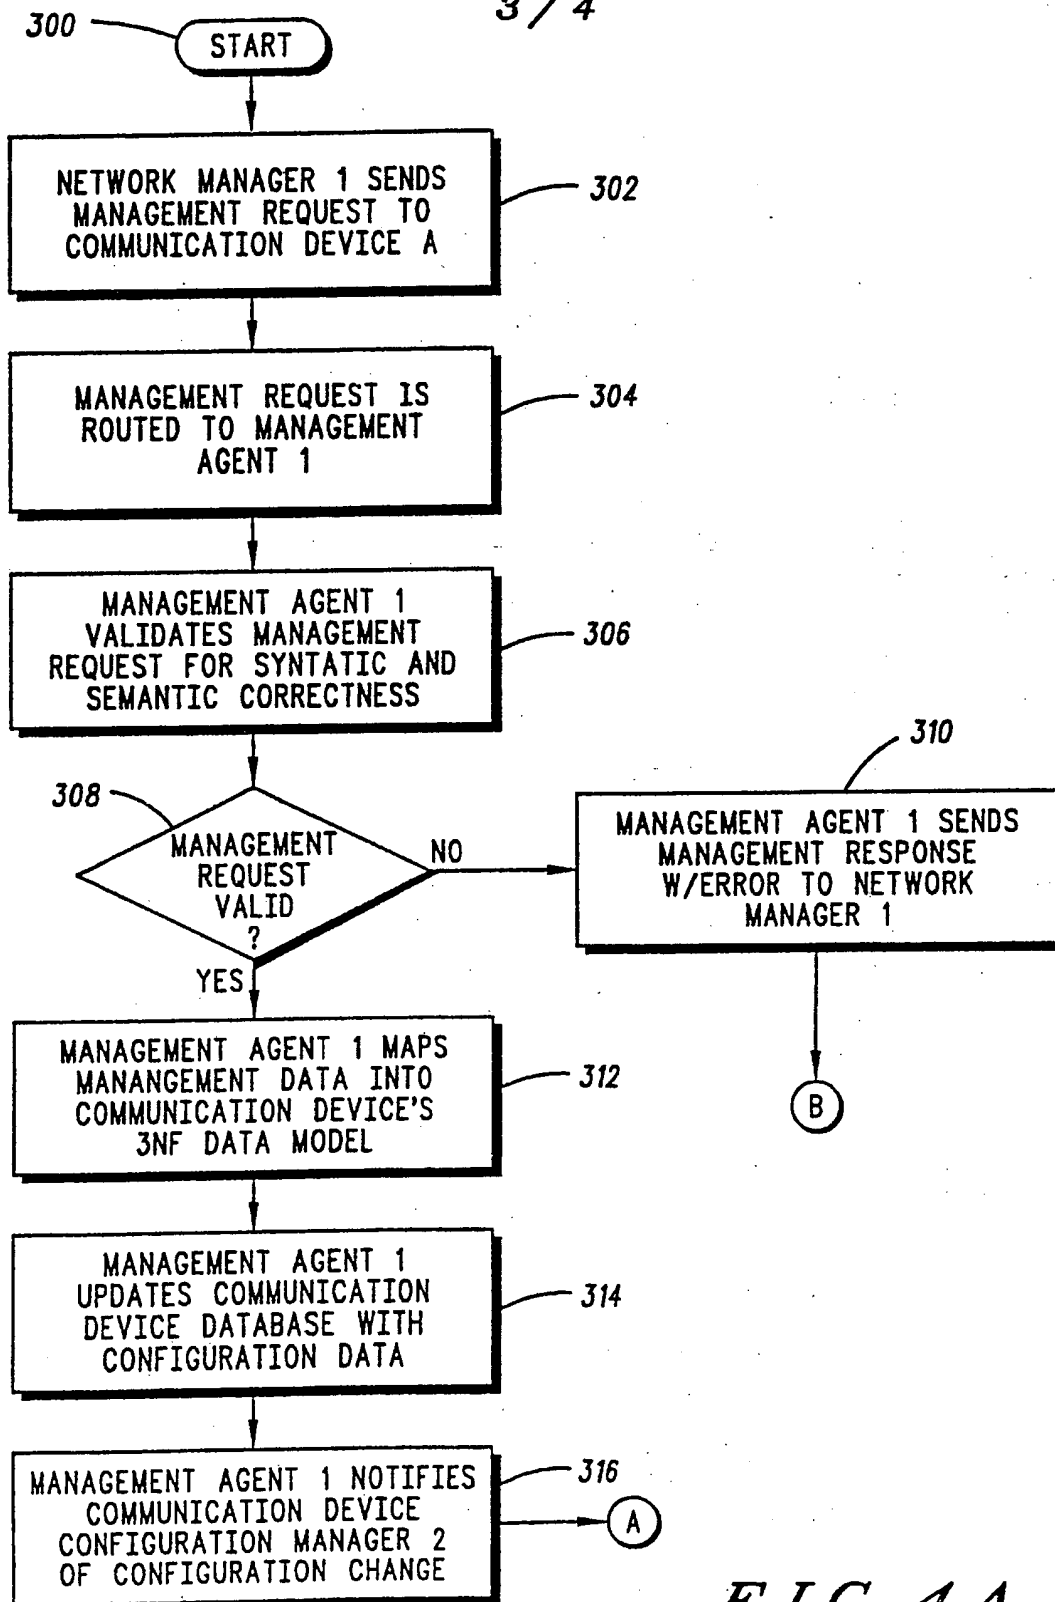 3/4
300
START
NETWORK MANAGER 1 SENDS
MANAGEMENT REQUEST TO
COMMUNICATION DEVICE A
302
MANAGEMENT REQUEST IS
ROUTED TO MANAGEMENT
AGENT 1
304
MANAGEMENT AGENT 1
VALIDATES MANAGEMENT
REQUEST FOR SYNTATIC AND
SEMANTIC CORRECTNESS
306
308
MANAGEMENT
REQUEST
VALID
?
NO
YES
310
MANAGEMENT AGENT 1 SENDS
MANAGEMENT RESPONSE
W/ERROR TO NETWORK
MANAGER 1
B
MANAGEMENT AGENT 1 MAPS
MANANGEMENT DATA INTO
COMMUNICATION DEVICE'S
3NF DATA MODEL
312
MANAGEMENT AGENT 1
UPDATES COMMUNICATION
DEVICE DATABASE WITH
CONFIGURATION DATA
314
MANAGEMENT AGENT 1 NOTIFIES
COMMUNICATION DEVICE
CONFIGURATION MANAGER 2
OF CONFIGURATION CHANGE
316
A
FIG. 4A